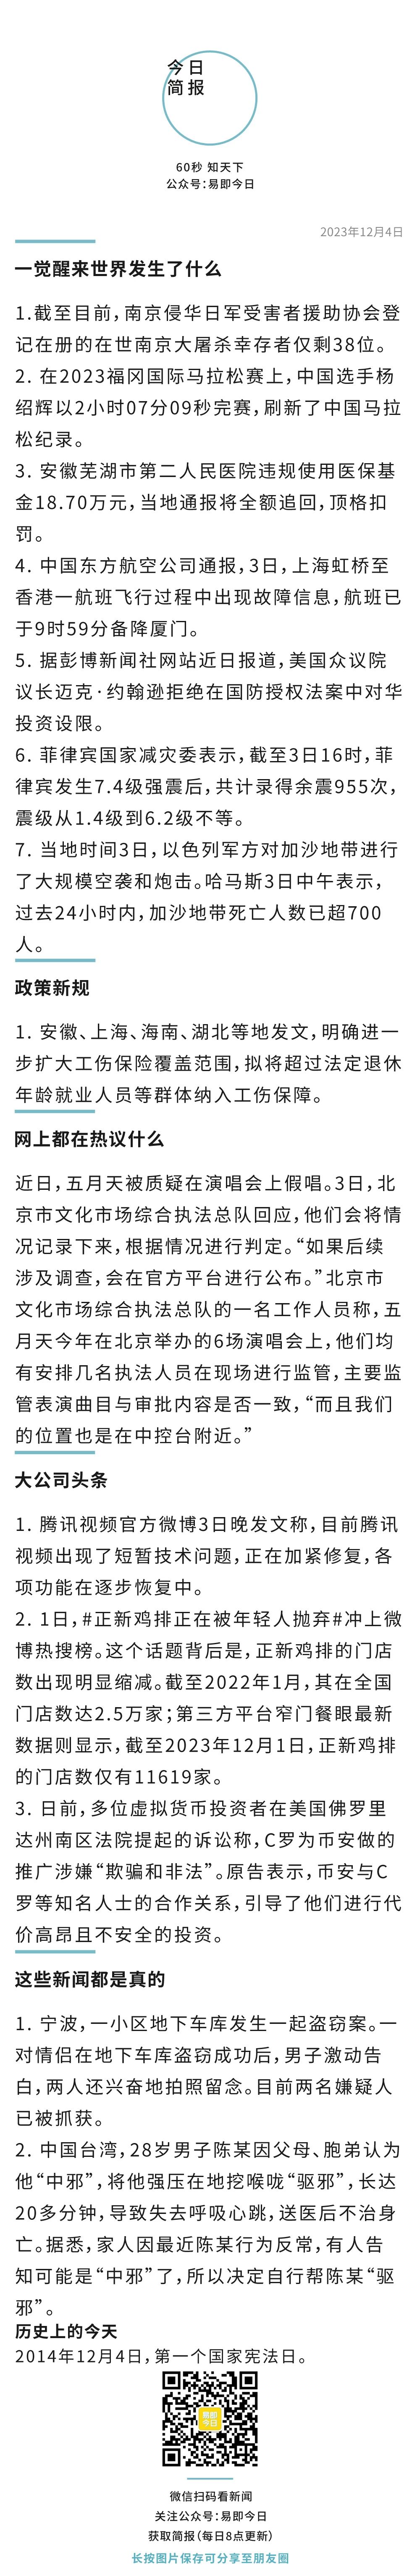 今日
简报
60秒 知天下
公众号：易即今日
2023年12月4日
一觉醒来世界发生了什么
1.截至目前，南京侵华日军受害者援助协会登
记在册的在世南京大屠杀幸存者仅剩38位。
2. 在2023福冈国际马拉松赛上，中国选手杨
绍辉以2小时07分09秒完赛，刷新了中国马拉
松纪录。
3. 安徽芜湖市第二人民医院违规使用医保基
金18.70万元，当地通报将全额追回，顶格扣
罚。
4. 中国东方航空公司通报，3日，上海虹桥至
香港一航班飞行过程中出现故障信息，航班已
于9时59分备降厦门。
5. 据彭博新闻社网站近日报道，美国众议院
议长迈克·约翰逊拒绝在国防授权法案中对华
投资设限。
6. 菲律宾国家减灾委表示，截至3日16时，菲
律宾发生7.4级强震后，共计录得余震955次，
震级从1.4级到6.2级不等。
7. 当地时间3日，以色列军方对加沙地带进行
了大规模空袭和炮击。哈马斯3日中午表示，
过去24小时内，加沙地带死亡人数已超700
人。
政策新规
1. 安徽、上海、海南、湖北等地发文，明确进一
步扩大工伤保险覆盖范围，拟将超过法定退休
年龄就业人员等群体纳入工伤保障。
网上都在热议什么
近日，五月天被质疑在演唱会上假唱。3日，北
京市文化市场综合执法总队回应，他们会将情
况记录下来，根据情况进行判定。“如果后续
涉及调查，会在官方平台进行公布。”北京市
文化市场综合执法总队的一名工作人员称，五
月天今年在北京举办的6场演唱会上，他们均
有安排几名执法人员在现场进行监管，主要监
管表演曲目与审批内容是否一致，“而且我们
的位置也是在中控台附近。”
大公司头条
1. 腾讯视频官方微博3日晚发文称，目前腾讯
视频出现了短暂技术问题，正在加紧修复，各
项功能在逐步恢复中。
2. 1日，#正新鸡排正在被年轻人抛弃#冲上微
博热搜榜。这个话题背后是，正新鸡排的门店
数出现明显缩减。截至2022年1月，其在全国
门店数达2.5万家；第三方平台窄门餐眼最新
数据则显示，截至2023年12月1日，正新鸡排
的门店数仅有11619家。
3. 日前，多位虚拟货币投资者在美国佛罗里
达州南区法院提起的诉讼称，C罗为币安做的
推广涉嫌“欺骗和非法”。原告表示，币安与C
罗等知名人士的合作关系，引导了他们进行代
价高昂且不安全的投资。
这些新闻都是真的
1. 宁波，一小区地下车库发生一起盗窃案。一
对情侣在地下车库盗窃成功后，男子激动告
白，两人还兴奋地拍照留念。目前两名嫌疑人
已被抓获。
2. 中国台湾，28岁男子陈某因父母、胞弟认为
他“中邪”，将他强压在地挖喉咙“驱邪”，长达
20多分钟，导致失去呼吸心跳，送医后不治身
亡。据悉，家人因最近陈某行为反常，有人告
知可能是“中邪”了，所以决定自行帮陈某“驱
邪”。
历史上的今天
2014年12月4日，第一个国家宪法日。
易即
今日
微信扫码看新闻
关注公众号：易即今日
获取简报（每日8点更新）
长按图片保存可分享至朋友圈